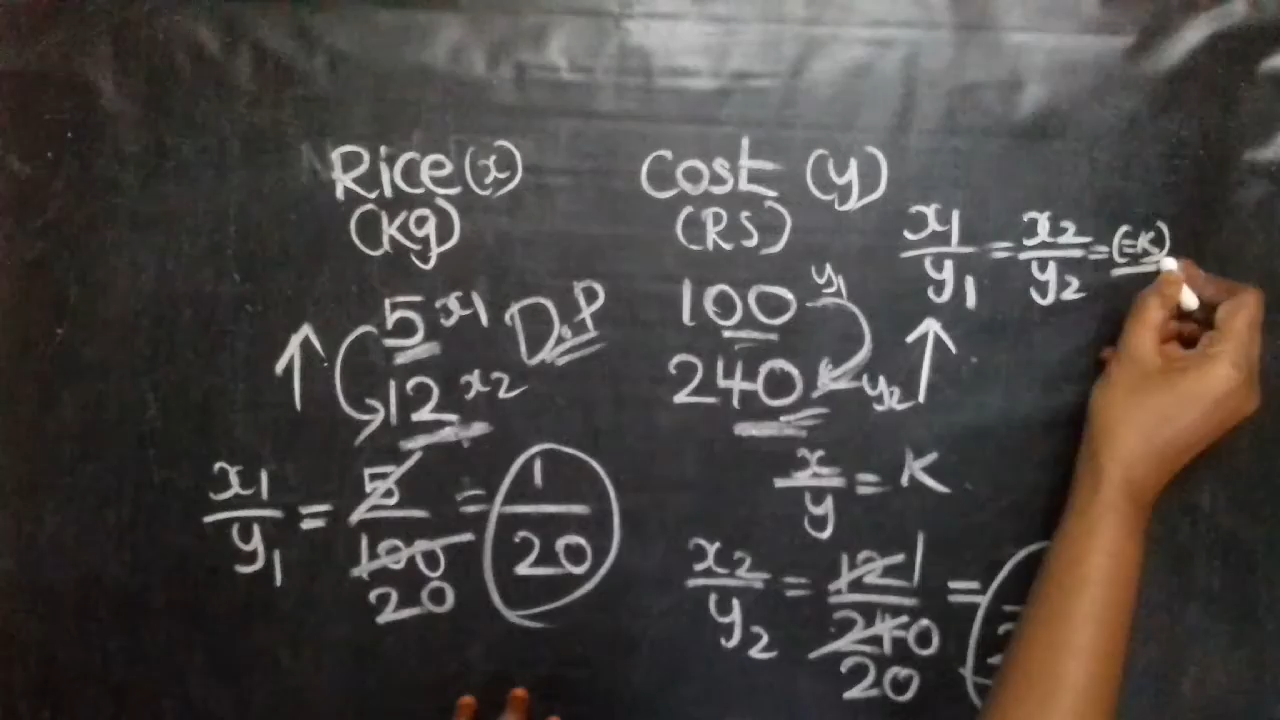 Rice (x) Cost (y)
(Kg) (RS)
x1/y1 = x2/y2 = (=K)
5 x1 D.P 100 y1
12 x2 240 y2
x/y = K
x1/y1 = 5/100 20 = 1/20
x2/y2 = 12 1/240 20 =